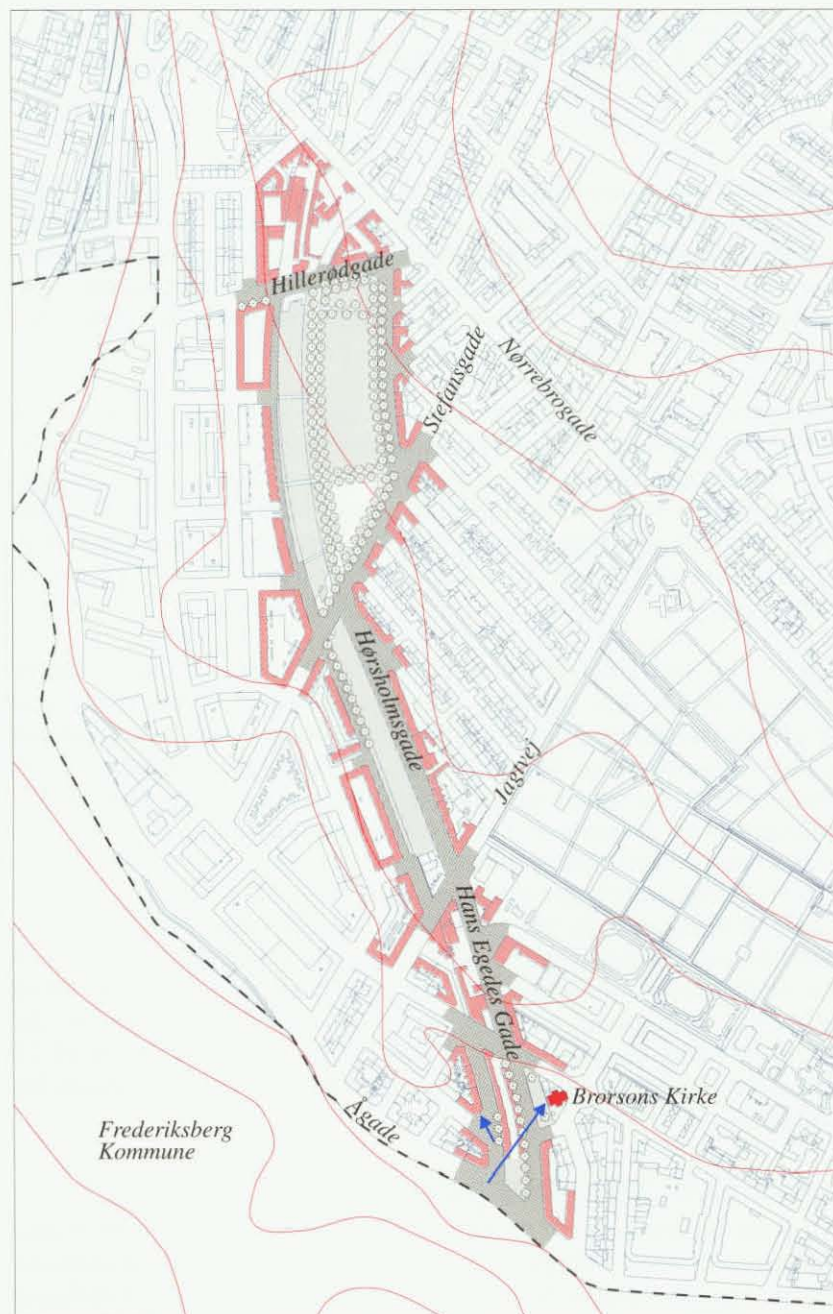 Hillerødgade
Stefansgade
Nørrebrogade
Hørsholmsgade
Jagtvej
Hans Egedes Gade
Brorsons Kirke
Ågade
Frederiksberg
Kommune